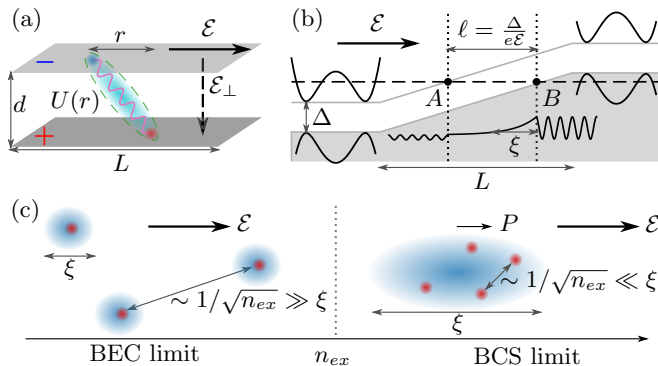 (a)
r
ℰ
−
d
U(r)
ℰ⊥
+
L
(b)
ℰ
ℓ = Δ/eℰ
A
B
Δ
ξ
L
(c)
ℰ
P
ℰ
ξ
∼ 1/√n_ex ≫ ξ
∼ 1/√n_ex ≪ ξ
ξ
BEC limit
n_ex
BCS limit